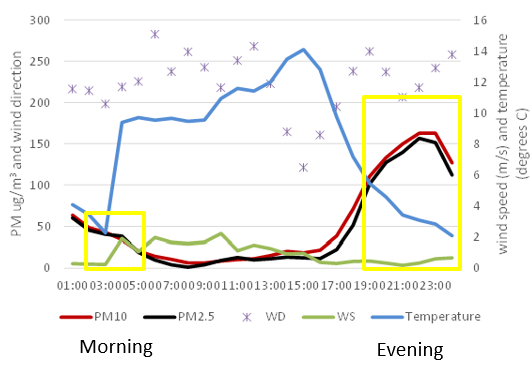 300
250
200
150
100
50
0
PM ug/m³ and wind direction
16
14
12
10
8
6
4
2
0
wind speed (m/s) and temperature
(degrees C)
01:00 03:00 05:00 07:00 09:00 11:00 13:00 15:00 17:00 19:00 21:00 23:00
PM10 PM2.5 WD WS Temperature
Morning Evening